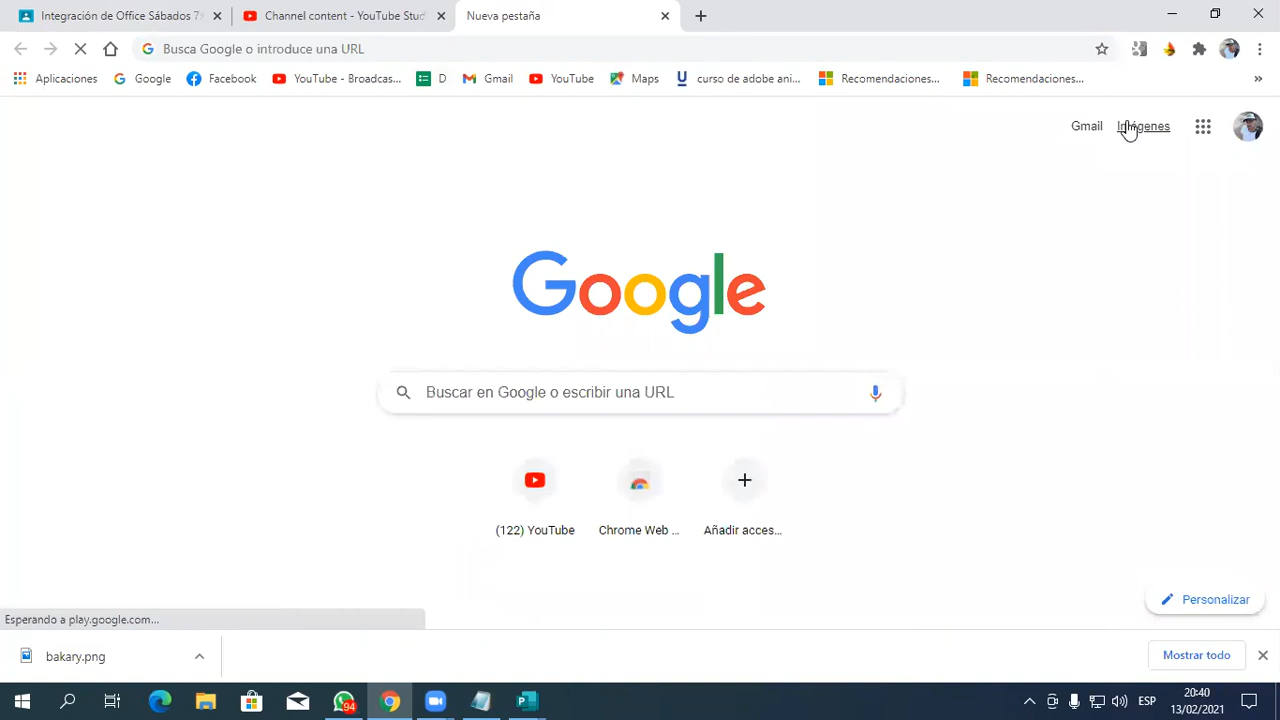 Integración de Office Sábados 7
Channel content - YouTube Stud
Nueva pestaña
Busca Google o introduce una URL
Aplicaciones
Google
Facebook
YouTube - Broadcas...
D
Gmail
YouTube
Maps
curso de adobe ani...
Recomendaciones...
Recomendaciones...
»
Gmail
Imágenes
Google
Buscar en Google o escribir una URL
(122) YouTube
Chrome Web ...
Añadir acces...
Personalizar
Esperando a play.google.com...
bakary.png
Mostrar todo
94
ESP
20:40
13/02/2021